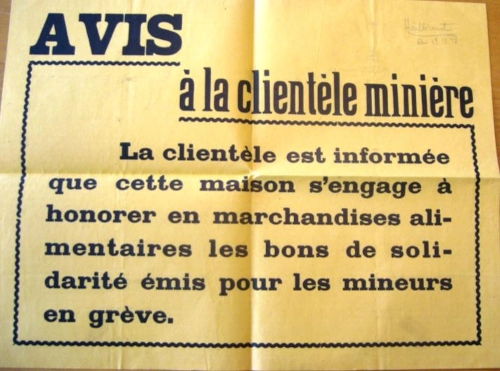 AVIS
à la clientèle minière
La clientèle est informée
que cette maison s'engage à
honorer en marchandises ali-
mentaires les bons de soli-
darité émis pour les mineurs
en grève.